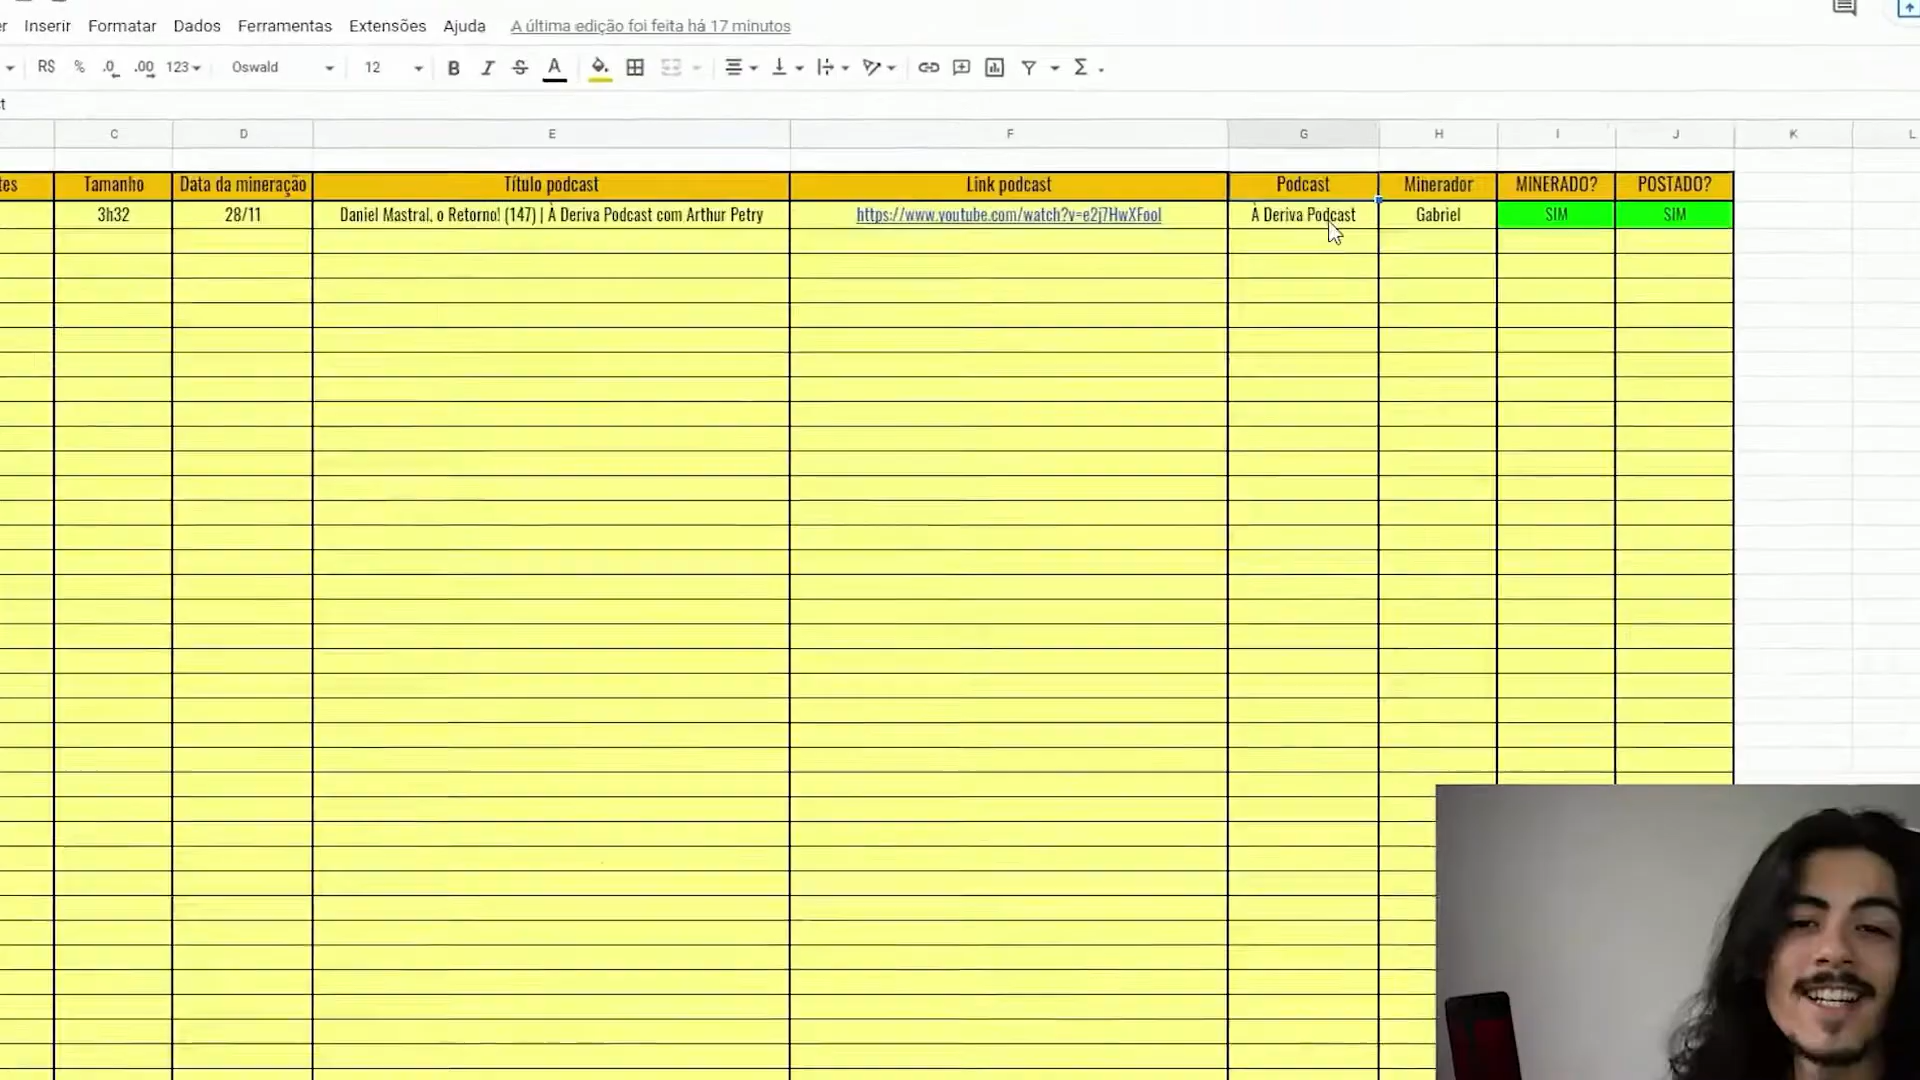 Inserir Formatar Dados Ferramentas Extensões Ajuda A última edição foi feita há 17 minutos
R$ % .0 .00 123 Oswald 12 B I S A Σ
C D E F G H I J K L
tes Tamanho Data da mineração Título podcast Link podcast Podcast Minerador MINERADO? POSTADO?
3h32 28/11 Daniel Mastral, o Retorno! (147) | À Deriva Podcast com Arthur Petry https://www.youtube.com/watch?v=e2j7HwXFooI À Deriva Podcast Gabriel SIM SIM